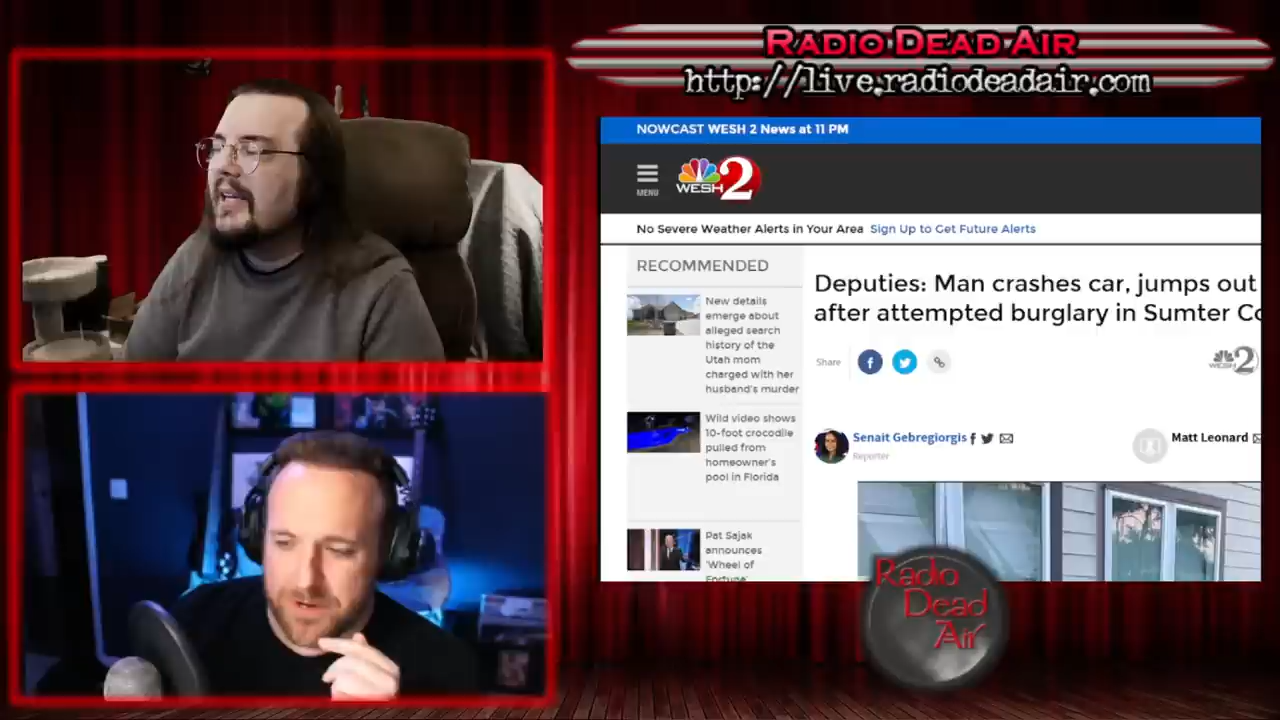 RADIO DEAD AIR
http://live.radiodeadair.com
NOWCAST WESH 2 News at 11 PM
MENU
WESH 2
No Severe Weather Alerts in Your Area Sign Up to Get Future Alerts
RECOMMENDED
New details
emerge about
alleged search
history of the
Utah mom
charged with her
husband's murder
Wild video shows
10-foot crocodile
pulled from
homeowner's
pool in Florida
Pat Sajak
announces
'Wheel of
Fortune'
Deputies: Man crashes car, jumps out
after attempted burglary in Sumter Co
Share
WESH 2
Senait Gebregiorgis
Reporter
Matt Leonard
Radio
Dead
Air